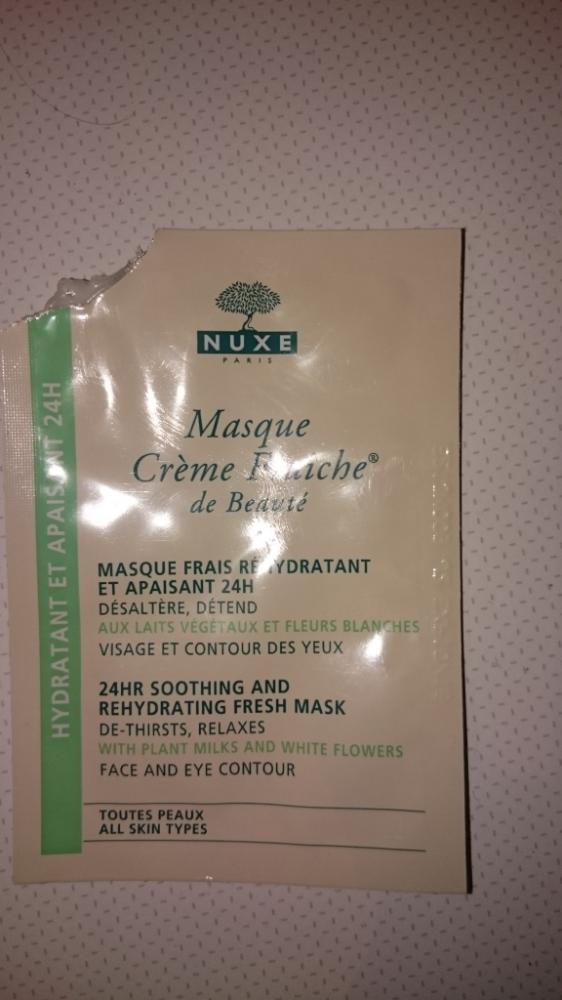 NUXE
PARIS
Masque
Crème Fraîche®
de Beauté
MASQUE FRAIS RÉHYDRATANT
ET APAISANT 24H
DÉSALTÈRE, DÉTEND
AUX LAITS VÉGÉTAUX ET FLEURS BLANCHES
VISAGE ET CONTOUR DES YEUX
24HR SOOTHING AND
REHYDRATING FRESH MASK
DE-THIRSTS, RELAXES
WITH PLANT MILKS AND WHITE FLOWERS
FACE AND EYE CONTOUR
TOUTES PEAUX
ALL SKIN TYPES
HYDRATANT ET APAISANT 24H